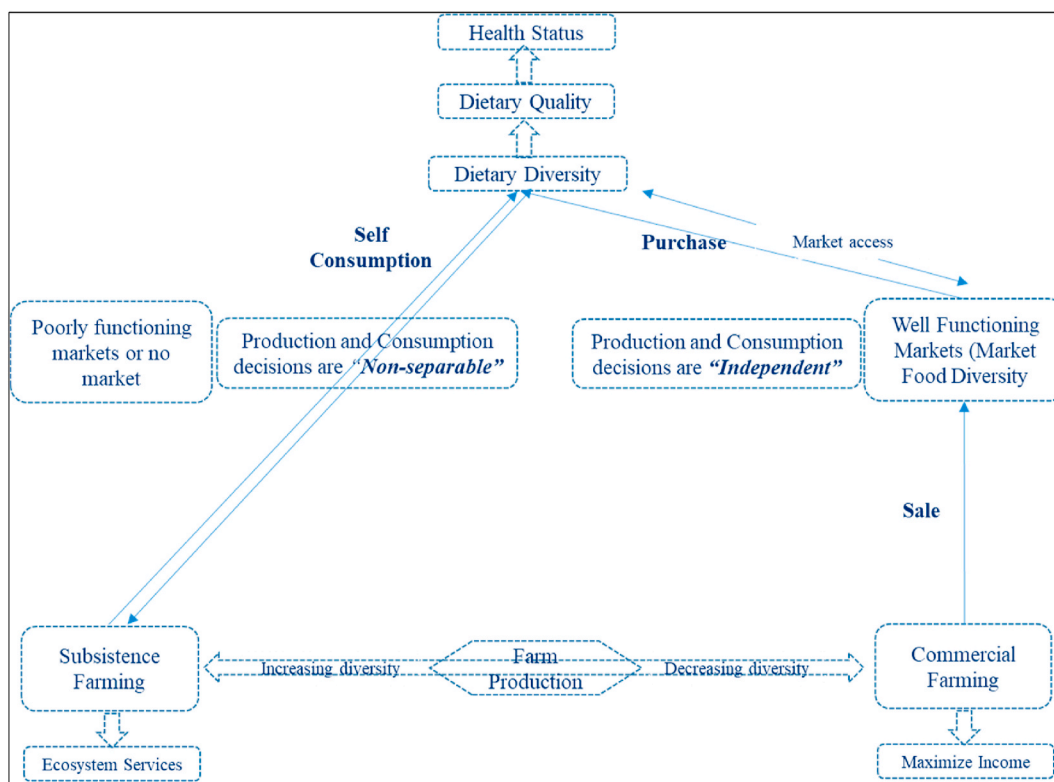 Health Status
Dietary Quality
Dietary Diversity
Self
Consumption
Purchase
Market access
Poorly functioning
markets or no
market
Production and Consumption
decisions are “Non-separable”
Production and Consumption
decisions are “Independent”
Well Functioning
Markets (Market
Food Diversity
Sale
Subsistence
Farming
Increasing diversity
Farm
Production
Decreasing diversity
Commercial
Farming
Ecosystem Services
Maximize Income